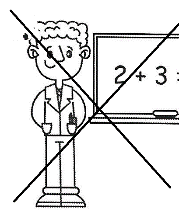 2 + 3 =